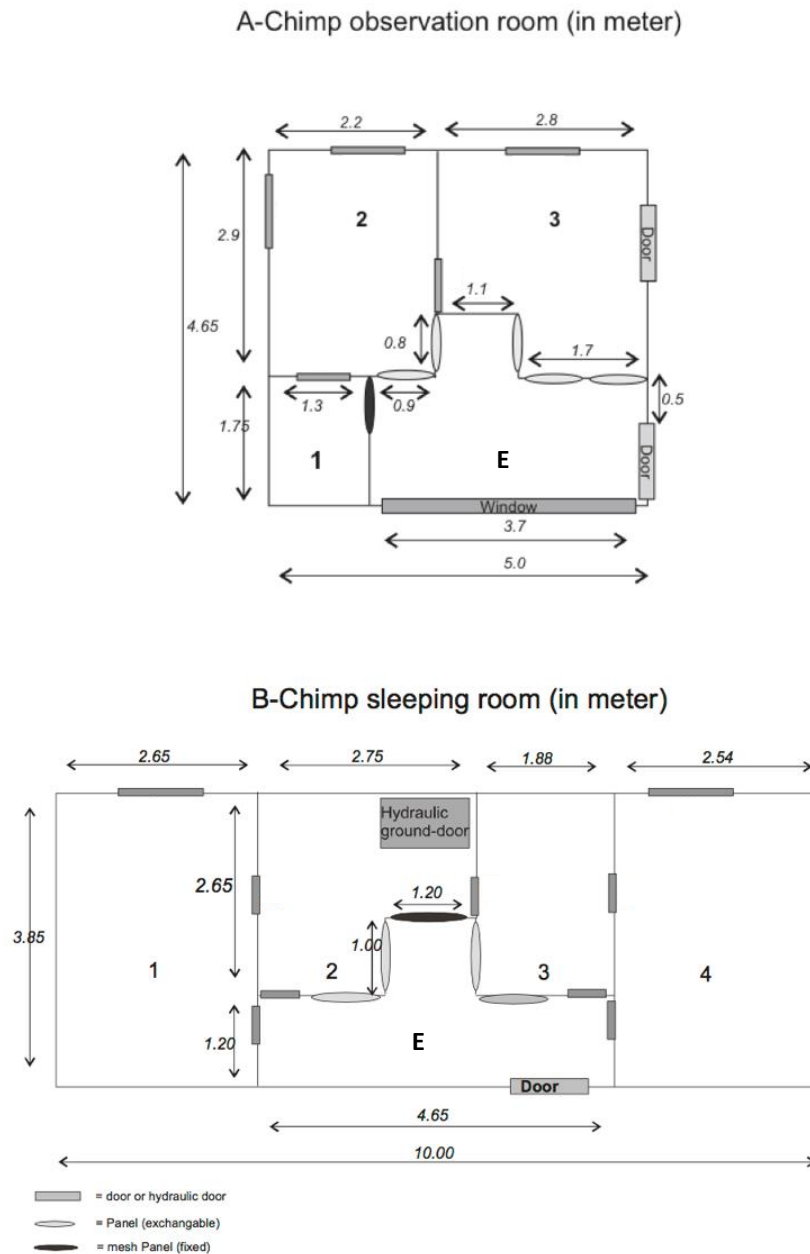 A-Chimp observation room (in meter)
2.2
2.8
2
3
Door
2.9
1.1
4.65
0.8
1.7
1.3
0.9
0.5
1.75
1
E
Door
Window
3.7
5.0
B-Chimp sleeping room (in meter)
2.65
2.75
1.88
2.54
Hydraulic
ground-door
2.65
1.20
3.85
1.00
1
2
3
4
1.20
E
Door
4.65
10.00
= door or hydraulic door
= Panel (exchangable)
= mesh Panel (fixed)